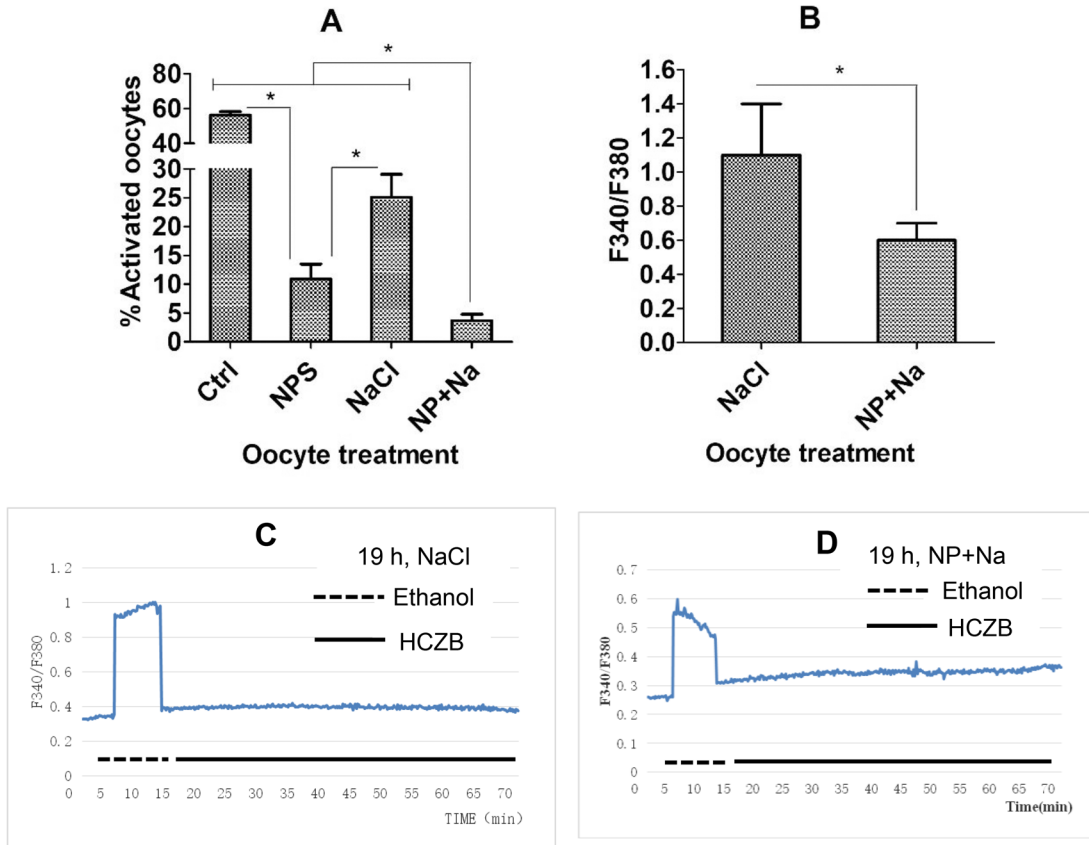 A
%Activated oocytes
80
60
40
30
25
20
15
10
5
0
*
*
*
Ctrl
NPS
NaCl
NP+Na
Oocyte treatment
B
F340/F380
1.6
1.4
1.2
1.0
0.8
0.6
0.4
0.2
0.0
*
NaCl
NP+Na
Oocyte treatment
C
19 h, NaCl
Ethanol
HCZB
F340/F380
1.2
1
0.8
0.6
0.4
0.2
0
0 5 10 15 20 25 30 35 40 45 50 55 60 65 70
TIME (min)
D
19 h, NP+Na
Ethanol
HCZB
F340/F380
0.7
0.6
0.5
0.4
0.3
0.2
0.1
0
0 5 10 15 20 25 30 35 40 45 50 55 60 65 70
Time(min)